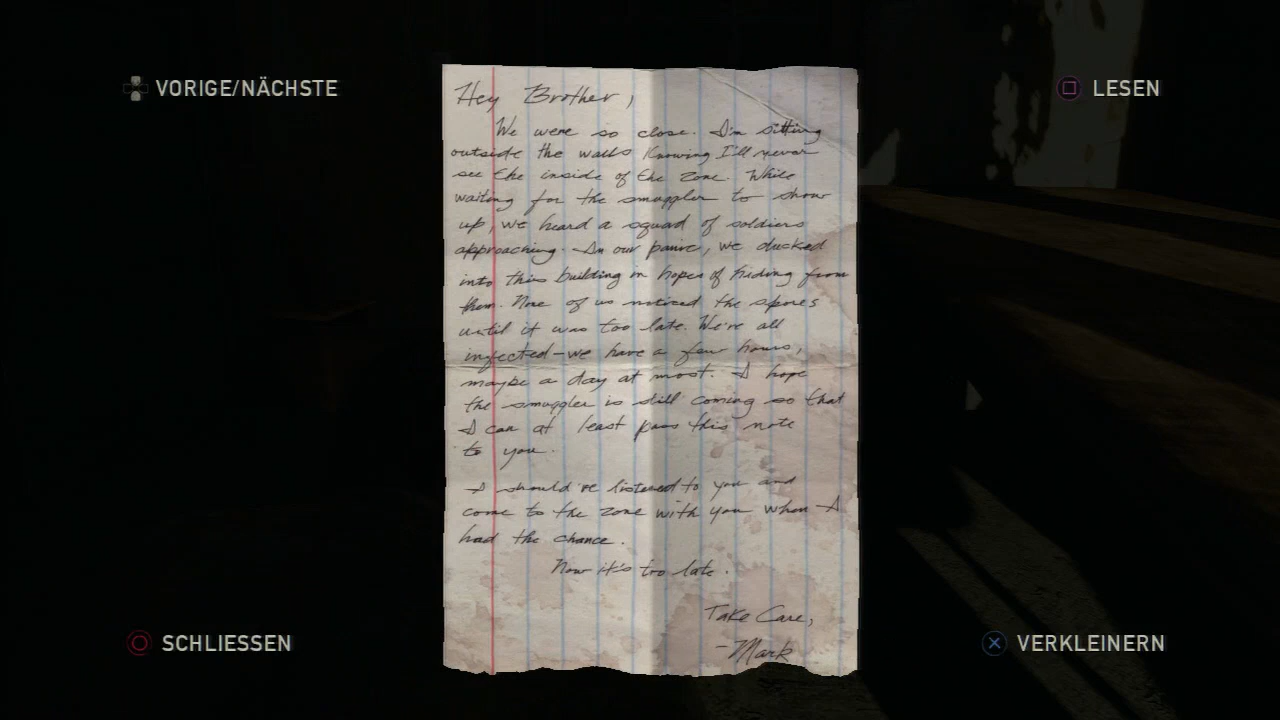 VORIGE/NÄCHSTE
LESEN
Hey Brother,
We were so close. I'm sitting
outside the walls knowing I'll never
see the inside of the zone. While
waiting for the smuggler to show
up, we heard a squad of soldiers
approaching. In our panic, we ducked
into this building in hopes of hiding from
them. None of us noticed the spores
until it was too late. We're all
infected—we have a few hours,
maybe a day at most. I hope
the smuggler is still coming so that
I can at least pass this note
to you.
I should've listened to you and
come to the zone with you when I
had the chance.
Now it's too late.
Take Care,
-Mark
SCHLIESSEN
VERKLEINERN